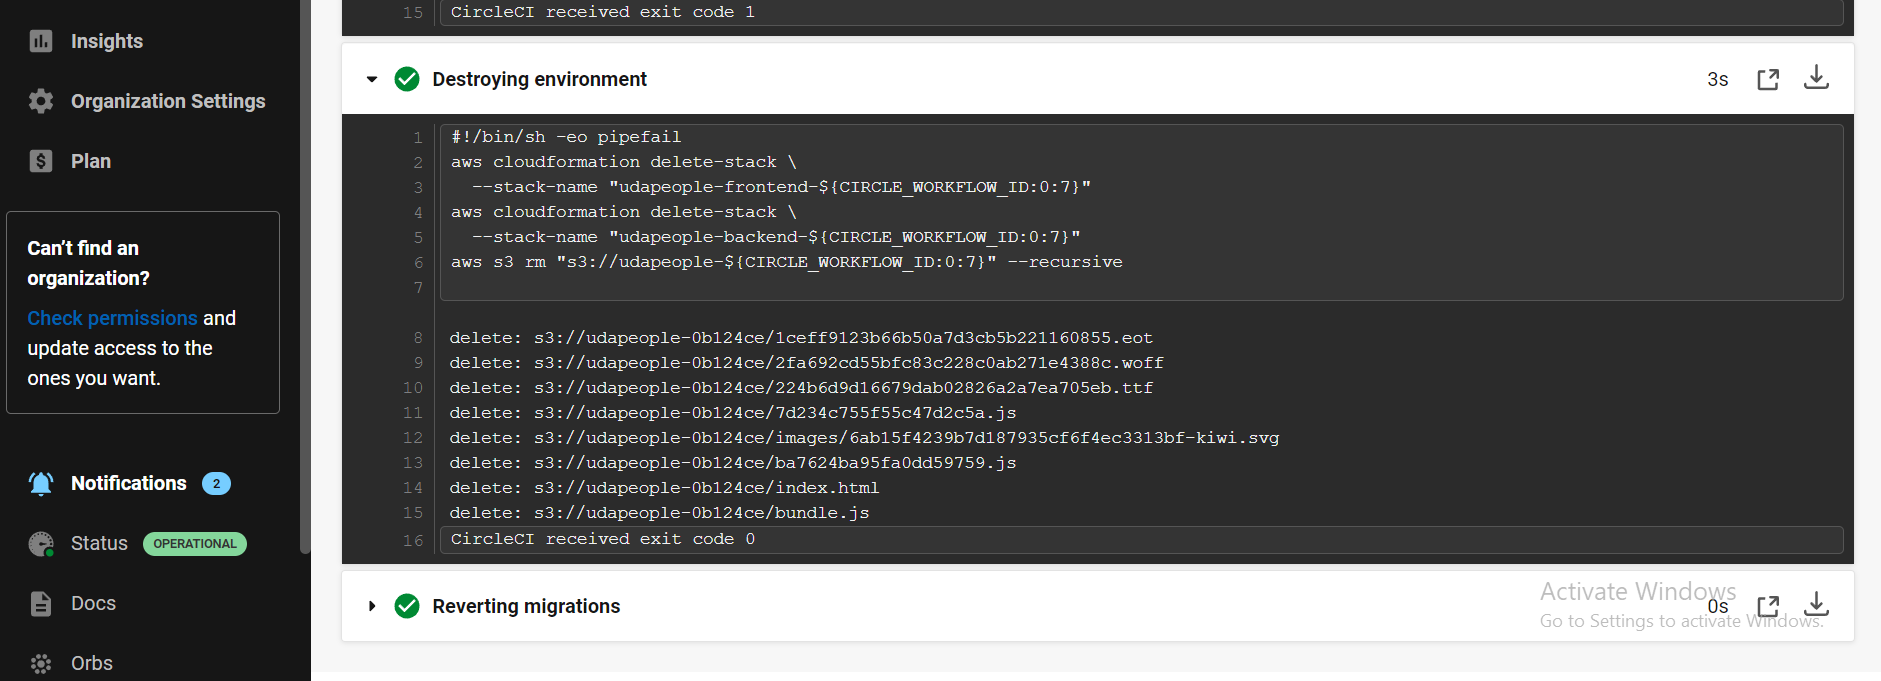 Insights
Organization Settings
Plan
Can't find an
organization?
Check permissions and
update access to the
ones you want.
Notifications 2
Status OPERATIONAL
Docs
Orbs
15 CircleCI received exit code 1
Destroying environment 3s
1 #!/bin/sh -eo pipefail
2 aws cloudformation delete-stack \
3 --stack-name "udapeople-frontend-${CIRCLE_WORKFLOW_ID:0:7}"
4 aws cloudformation delete-stack \
5 --stack-name "udapeople-backend-${CIRCLE_WORKFLOW_ID:0:7}"
6 aws s3 rm "s3://udapeople-${CIRCLE_WORKFLOW_ID:0:7}" --recursive
7
8 delete: s3://udapeople-0b124ce/1ceff9123b66b50a7d3cb5b221160855.eot
9 delete: s3://udapeople-0b124ce/2fa692cd55bfc83c228c0ab271e4388c.woff
10 delete: s3://udapeople-0b124ce/224b6d9d16679dab02826a2a7ea705eb.ttf
11 delete: s3://udapeople-0b124ce/7d234c755f55c47d2c5a.js
12 delete: s3://udapeople-0b124ce/images/6ab15f4239b7d187935cf6f4ec3313bf-kiwi.svg
13 delete: s3://udapeople-0b124ce/ba7624ba95fa0dd59759.js
14 delete: s3://udapeople-0b124ce/index.html
15 delete: s3://udapeople-0b124ce/bundle.js
16 CircleCI received exit code 0
Reverting migrations 0s
Activate Windows
Go to Settings to activate Windows.